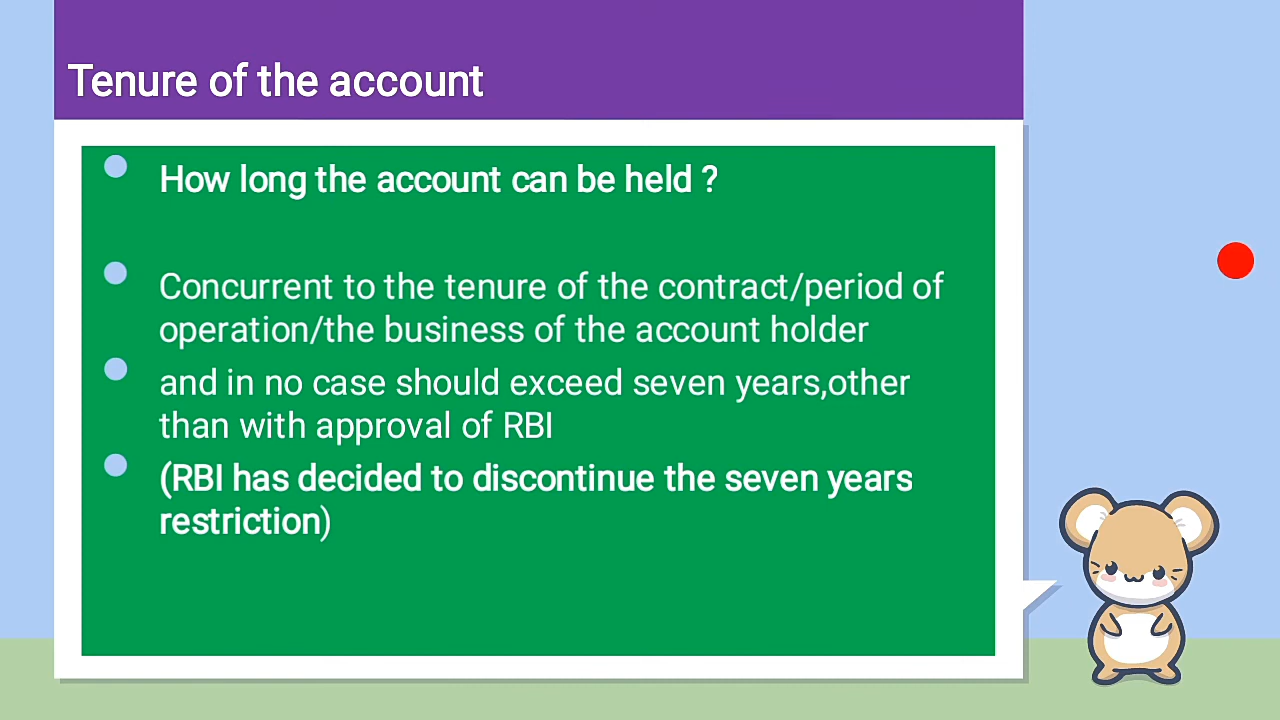 Tenure of the account
How long the account can be held ?
Concurrent to the tenure of the contract/period of
operation/the business of the account holder
and in no case should exceed seven years,other
than with approval of RBI
(RBI has decided to discontinue the seven years
restriction)